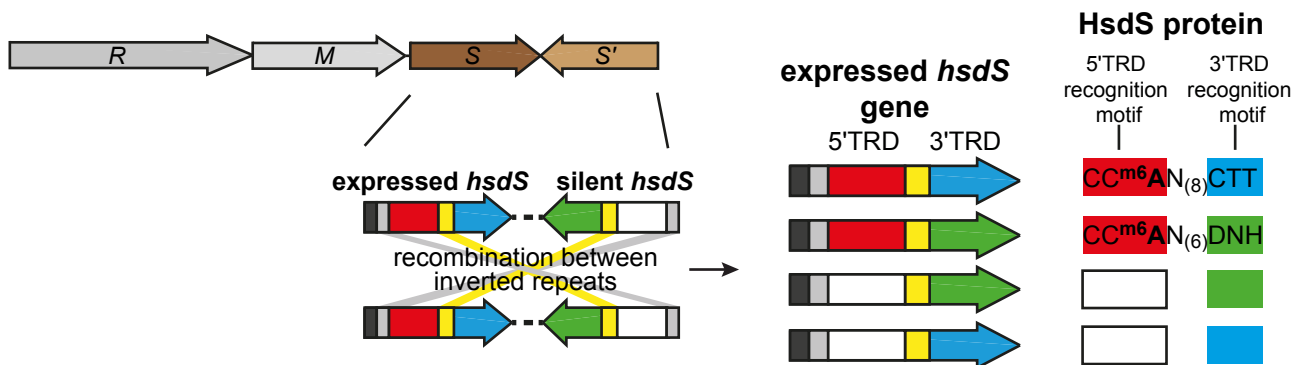 R
M
S
S'
expressed hsdS
silent hsdS
recombination between
inverted repeats
expressed hsdS
gene
5'TRD
3'TRD
HsdS protein
5'TRD
recognition
motif
3'TRD
recognition
motif
CCm6AN(8)CTT
CCm6AN(6)DNH